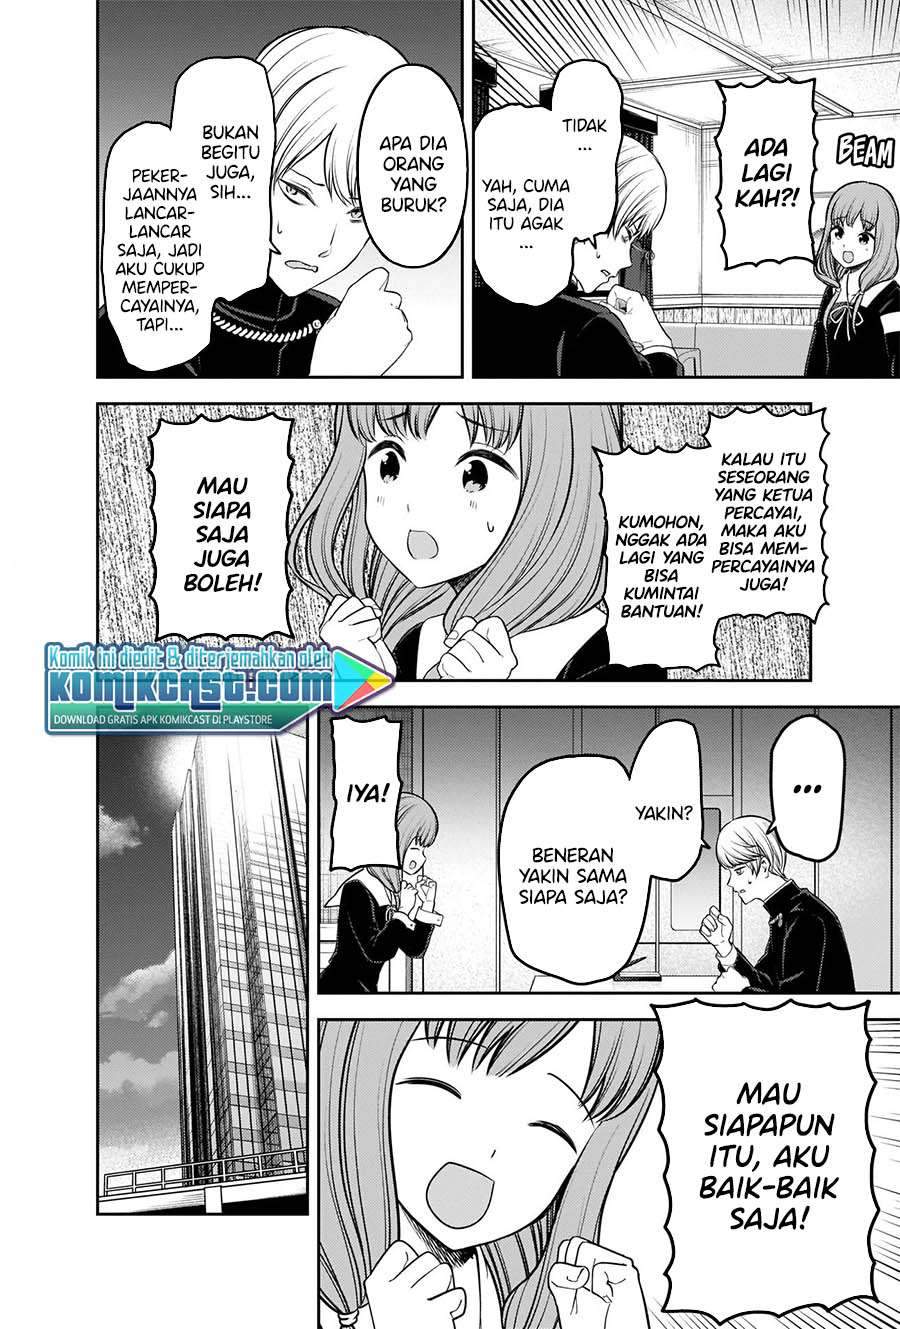 ADA
LAGI
KAH?!
BEAM
TIDAK
...
YAH, CUMA
SAJA, DIA
ITU AGAK
...
APA DIA
ORANG
YANG
BURUK?
BUKAN
BEGITU
JUGA,
SIH...
PEKER-
JAANNYA
LANCAR-
LANCAR
SAJA, JADI
AKU CUKUP
MEMPER-
CAYAINYA,
TAPI...
KALAU ITU
SESEORANG
YANG KETUA
PERCAYAI,
MAKA AKU
BISA MEM-
PERCAYAINYA
JUGA!
KUMOHON,
NGGAK ADA
LAGI YANG
BISA
KUMINTAI
BANTUAN!
MAU
SIAPA
SAJA
JUGA
BOLEH!
Komik ini diedit & diterjemahkan oleh
KOMIKCAST.COM
DOWNLOAD GRATIS APK KOMIKCAST DI PLAYSTORE
...
YAKIN?
BENERAN
YAKIN SAMA
SIAPA SAJA?
IYA!
MAU
SIAPAPUN
ITU, AKU
BAIK-BAIK
SAJA!